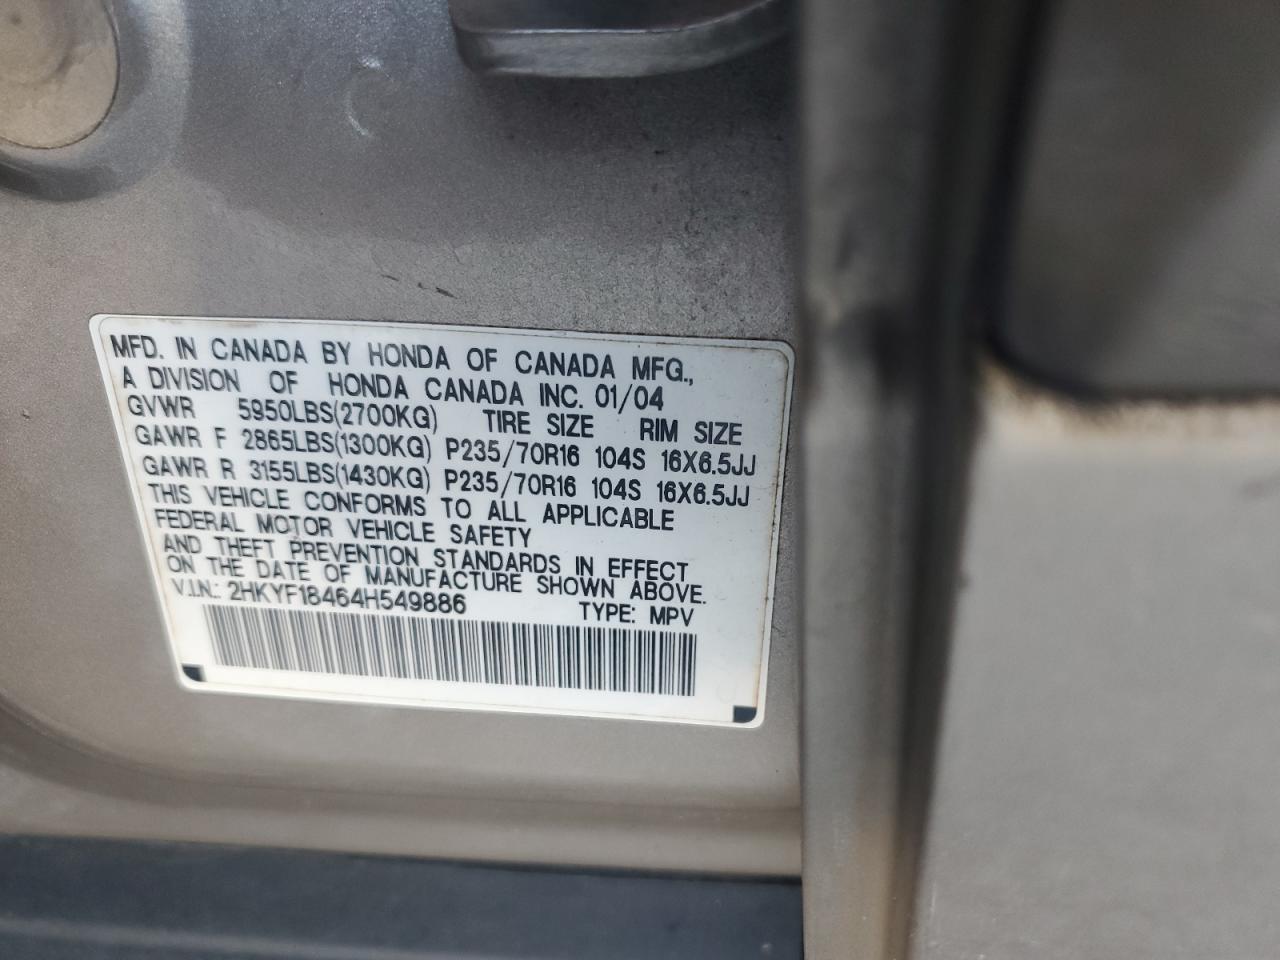 MFD. IN CANADA BY HONDA OF CANADA MFG.,
A DIVISION OF HONDA CANADA INC. 01/04
GVWR 5950LBS(2700KG) TIRE SIZE RIM SIZE
GAWR F 2865LBS(1300KG) P235/70R16 104S 16X6.5JJ
GAWR R 3155LBS(1430KG) P235/70R16 104S 16X6.5JJ
THIS VEHICLE CONFORMS TO ALL APPLICABLE
FEDERAL MOTOR VEHICLE SAFETY
AND THEFT PREVENTION STANDARDS IN EFFECT
ON THE DATE OF MANUFACTURE SHOWN ABOVE.
V.I.N.: 2HKYF18464H549886 TYPE: MPV